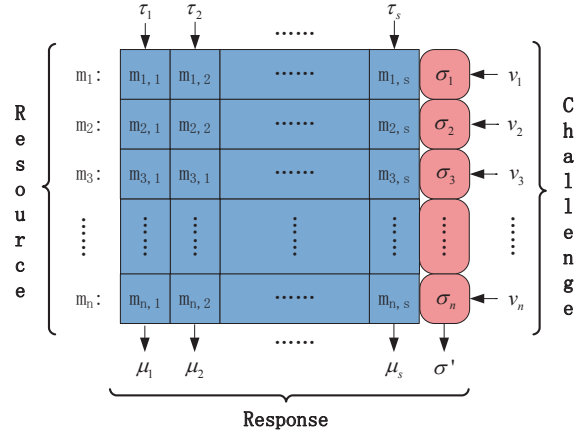 τ₁ τ₂ ...... τₛ
m₁: m₁,₁ m₁,₂ ...... m₁,ₛ σ₁ v₁
m₂: m₂,₁ m₂,₂ m₂,ₛ σ₂ v₂
m₃: m₃,₁ m₃,₁ ...... m₃,ₛ σ₃ v₃
...... ...... ...... ...... ...... ...... ......
mₙ: mₙ,₁ mₙ,₂ ...... mₙ,ₛ σₙ vₙ
......
μ₁ μ₂ μₛ σ'
Resource
Challenge
Response